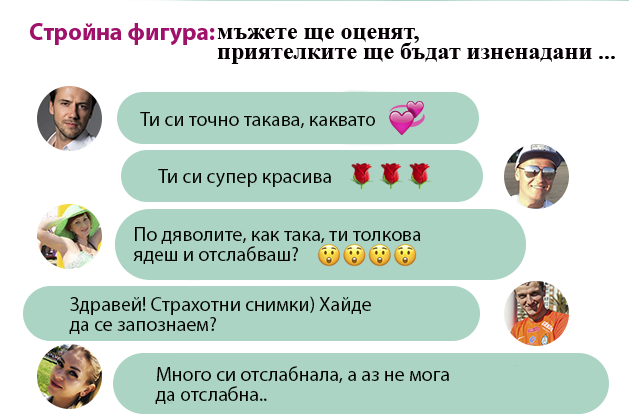 Стройна фигура: мъжете ще оценят,
приятелките ще бъдат изненадани ...
Ти си точно такава, каквато 💞
Ти си супер красива 🌹🌹🌹
По дяволите, как така, ти толкова
ядеш и отслабваш? 😲😲😲😲
Здравей! Страхотни снимки) Хайде
да се запознаем?
Много си отслабнала, а аз не мога
да отслабна..